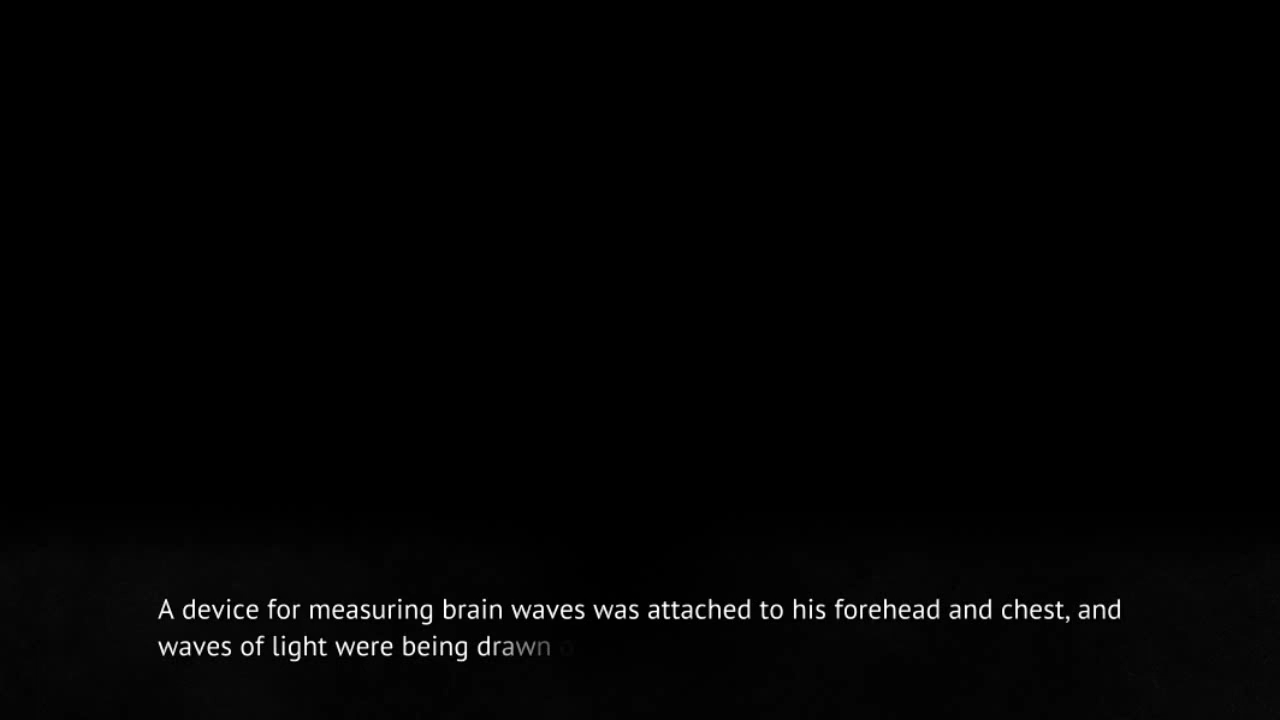 A device for measuring brain waves was attached to his forehead and chest, and
waves of light were being drawn